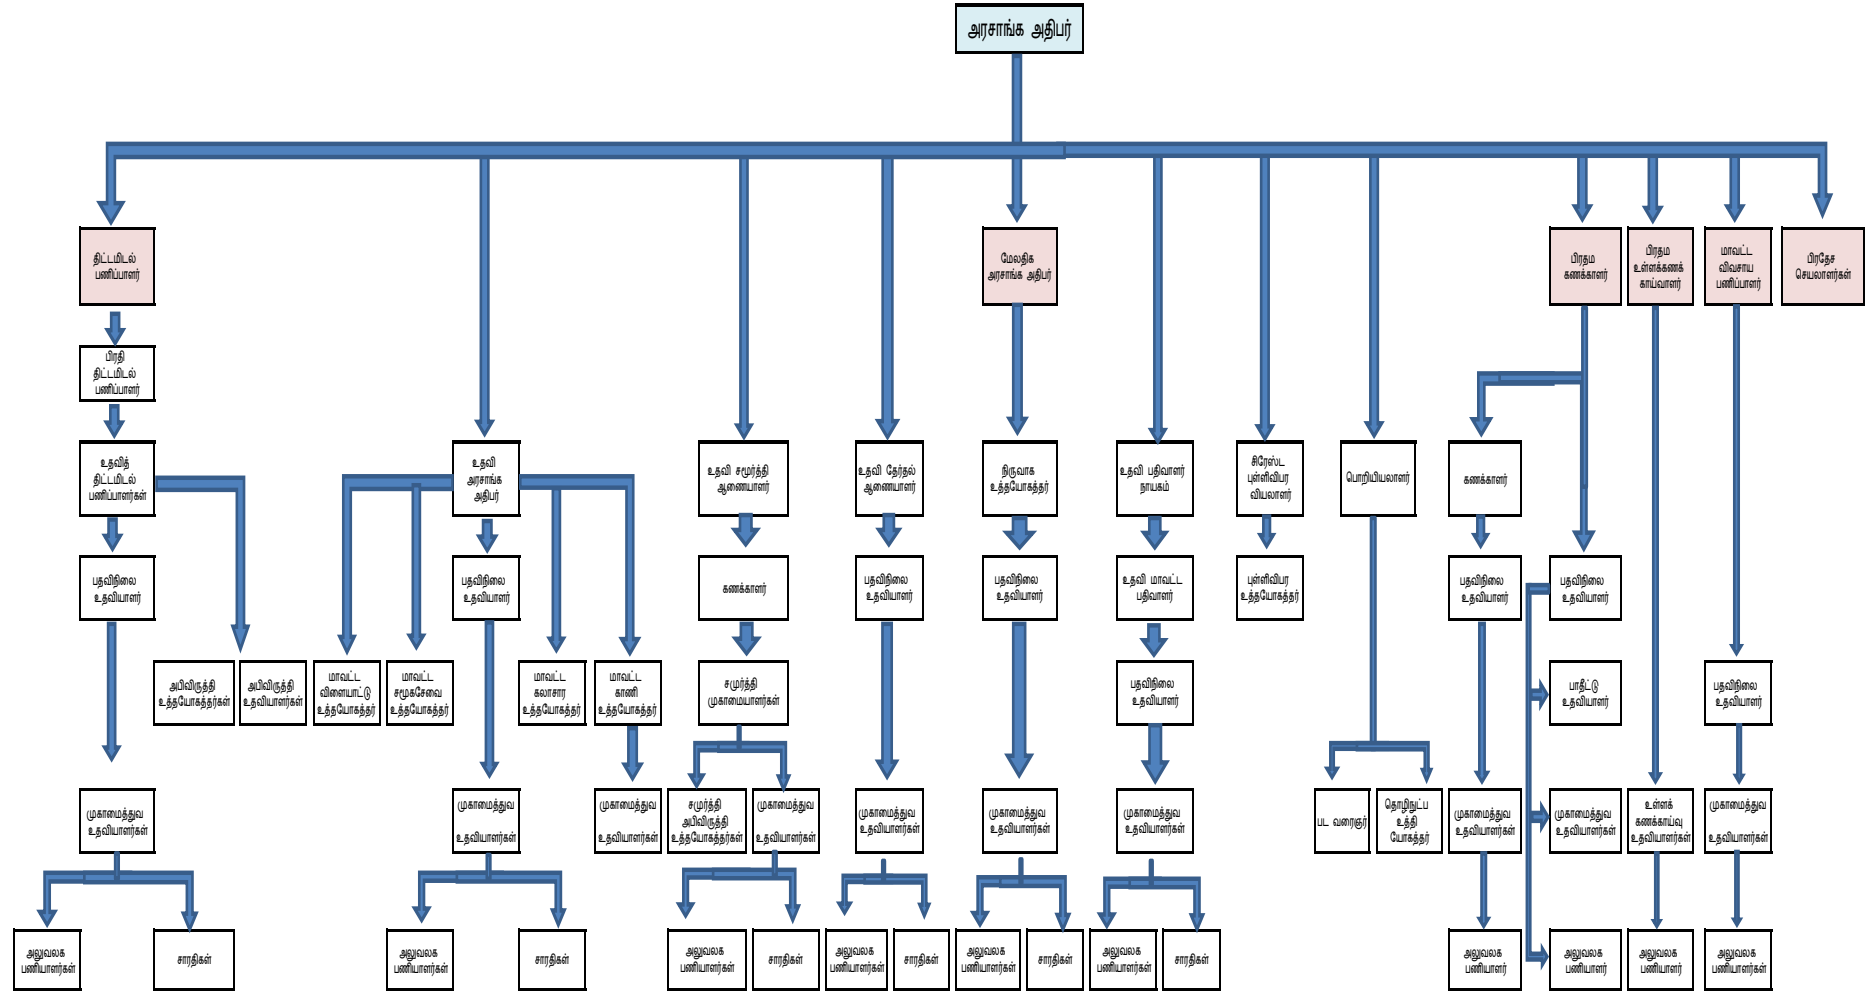 அரசாங்க அதிபர்
திட்டமிடல்
பணிப்பாளர்
மேலதிக
அரசாங்க அதிபர்
பிரதம
கணக்காளர்
பிரதம
உள்ளக்கணக்
காய்வாளர்
மாவட்ட
விவசாய
பணிப்பாளர்
பிரதேச
செயலாளர்கள்
பிரதி
திட்டமிடல்
பணிப்பாளர்
உதவித்
திட்டமிடல்
பணிப்பாளர்கள்
உதவி
அரசாங்க
அதிபர்
உதவி சமூர்த்தி
ஆணையாளர்
உதவி தேர்தல்
ஆணையாளர்
நிருவாக
உத்தயோகத்தர்
உதவி பதிவாளர்
நாயகம்
சிரேஸ்ட
புள்ளிவிபர
வியலாளர்
பொறியியலாளர்
கணக்காளர்
பதவிநிலை
உதவியாளர்
பதவிநிலை
உதவியாளர்
கணக்காளர்
பதவிநிலை
உதவியாளர்
பதவிநிலை
உதவியாளர்
உதவி மாவட்ட
பதிவாளர்
புள்ளிவிபர
உத்தயோகத்தர்
பதவிநிலை
உதவியாளர்
பதவிநிலை
உதவியாளர்
அபிவிருத்தி
உத்தயோகத்தர்கள்
அபிவிருத்தி
உதவியாளர்கள்
மாவட்ட
விளையாட்டு
உத்தயோகத்தர்
மாவட்ட
சமூகசேவை
உத்தயோகத்தர்
மாவட்ட
கலாசார
உத்தயோகத்தர்
மாவட்ட
காணி
உத்தயோகத்தர்
சமுர்த்தி
முகாமையாளர்கள்
பதவிநிலை
உதவியாளர்
பாதீட்டு
உதவியாளர்
பதவிநிலை
உதவியாளர்
முகாமைத்துவ
உதவியாளர்கள்
முகாமைத்துவ
உதவியாளர்கள்
முகாமைத்துவ
உதவியாளர்கள்
சமுர்த்தி
அபிவிருத்தி
உத்தயோகத்தர்கள்
முகாமைத்துவ
உதவியாளர்கள்
முகாமைத்துவ
உதவியாளர்கள்
முகாமைத்துவ
உதவியாளர்கள்
முகாமைத்துவ
உதவியாளர்கள்
பட வரைஞர்
தொழிநுட்ப
உத்தி
யோகத்தர்
முகாமைத்துவ
உதவியாளர்கள்
முகாமைத்துவ
உதவியாளர்கள்
உள்ளக்
கணக்காய்வு
உதவியாளர்கள்
முகாமைத்துவ
உதவியாளர்கள்
அலுவலக
பணியாளர்கள்
சாரதிகள்
அலுவலக
பணியாளர்கள்
சாரதிகள்
அலுவலக
பணியாளர்கள்
சாரதிகள்
அலுவலக
பணியாளர்கள்
சாரதிகள்
அலுவலக
பணியாளர்கள்
சாரதிகள்
அலுவலக
பணியாளர்கள்
சாரதிகள்
அலுவலக
பணியாளர்
அலுவலக
பணியாளர்
அலுவலக
பணியாளர்
அலுவலக
பணியாளர்கள்